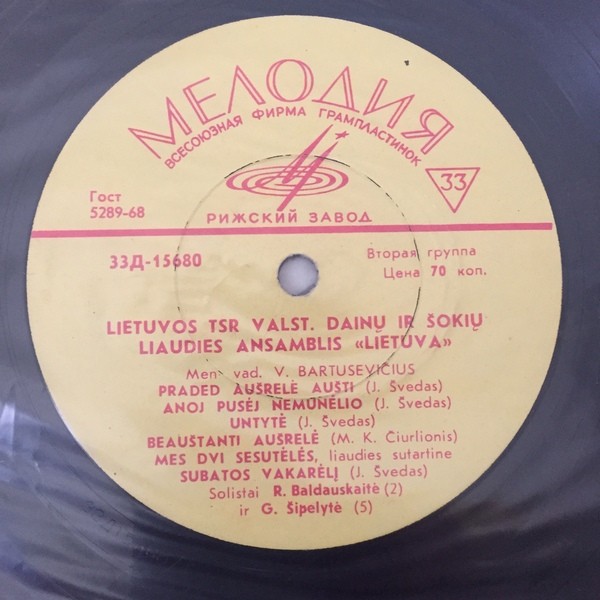 МЕЛОДИЯ
ВСЕСОЮЗНАЯ ФИРМА ГРАМПЛАСТИНОК
33
Гост
5289-68
РИЖСКИЙ ЗАВОД
33Д-15680
Вторая группа
Цена 70 коп.
LIETUVOS TSR VALST. DAINŲ IR ŠOKIŲ
LIAUDIES ANSAMBLIS «LIETUVA»
Men. vad. V. BARTUSEVIČIUS
PRADED AUŠRELĖ AUŠTI (J. Švedas)
ANOJ PUSĖJ NEMUNĖLIO (J. Švedas)
UNTYTĖ (J. Švedas)
BEAUŠTANTI AUŠRELĖ (M. K. Čiurlionis)
MES DVI SESUTĖLĖS, liaudies sutartine
SUBATOS VAKARĖLĮ (J. Švedas)
Solistai R. Baldauskaitė (2)
ir G. Šipelytė (5)